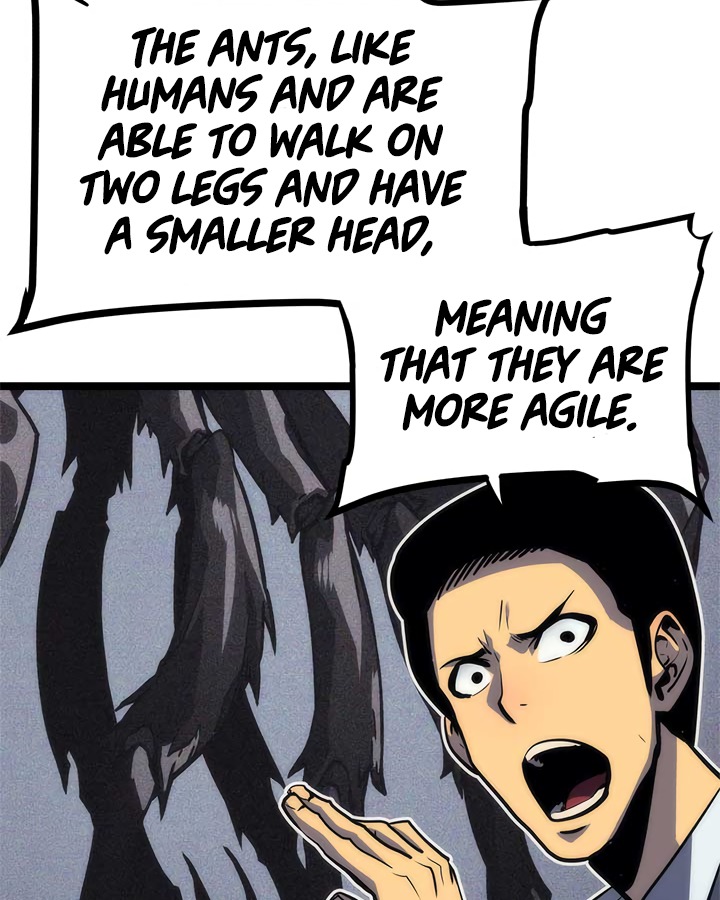 THE ANTS, LIKE
HUMANS AND ARE
ABLE TO WALK ON
TWO LEGS AND HAVE
A SMALLER HEAD,
MEANING
THAT THEY ARE
MORE AGILE.